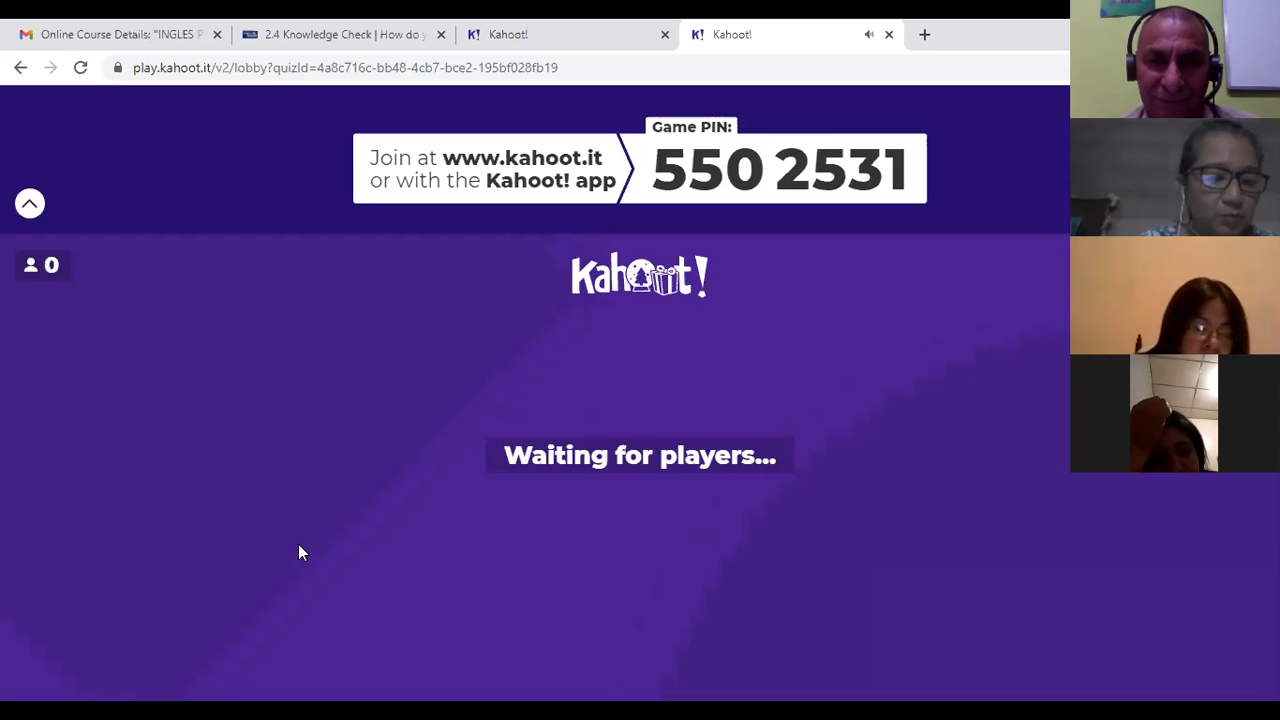 Online Course Details: "INGLES P
2.4 Knowledge Check | How do y
Kahoot!
Kahoot!
play.kahoot.it/v2/lobby?quizId=4a8c716c-bb48-4cb7-bce2-195bf028fb19
Game PIN:
Join at www.kahoot.it
or with the Kahoot! app
550 2531
0
Kahoot!
Waiting for players...